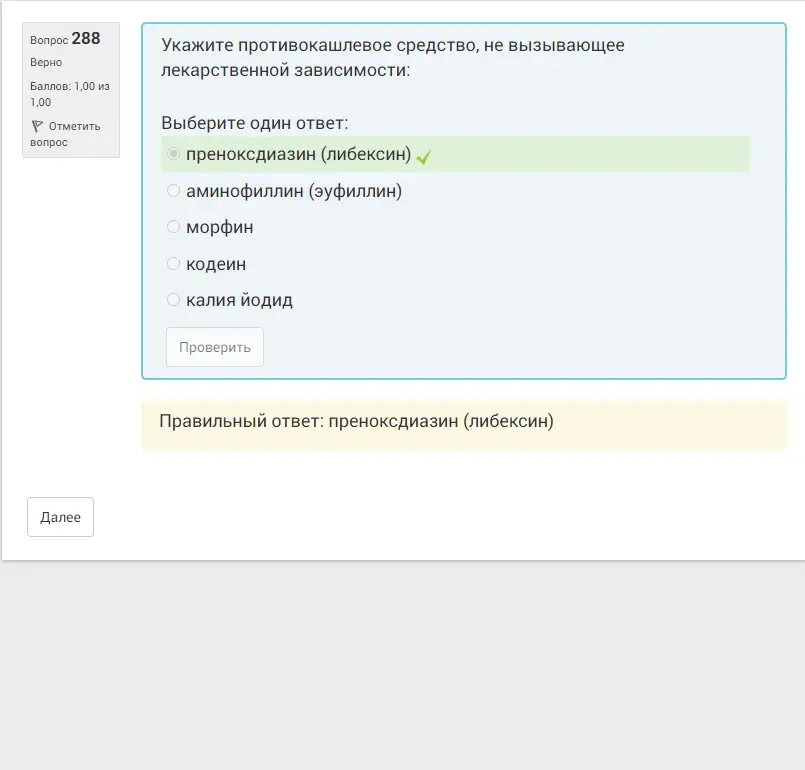 Вопрос 288
Верно
Баллов: 1,00 из
1,00
Отметить
вопрос
Укажите противокашлевое средство, не вызывающее
лекарственной зависимости:
Выберите один ответ:
преноксдиазин (либексин)
аминофиллин (эуфиллин)
морфин
кодеин
калия йодид
Проверить
Правильный ответ: преноксдиазин (либексин)
Далее